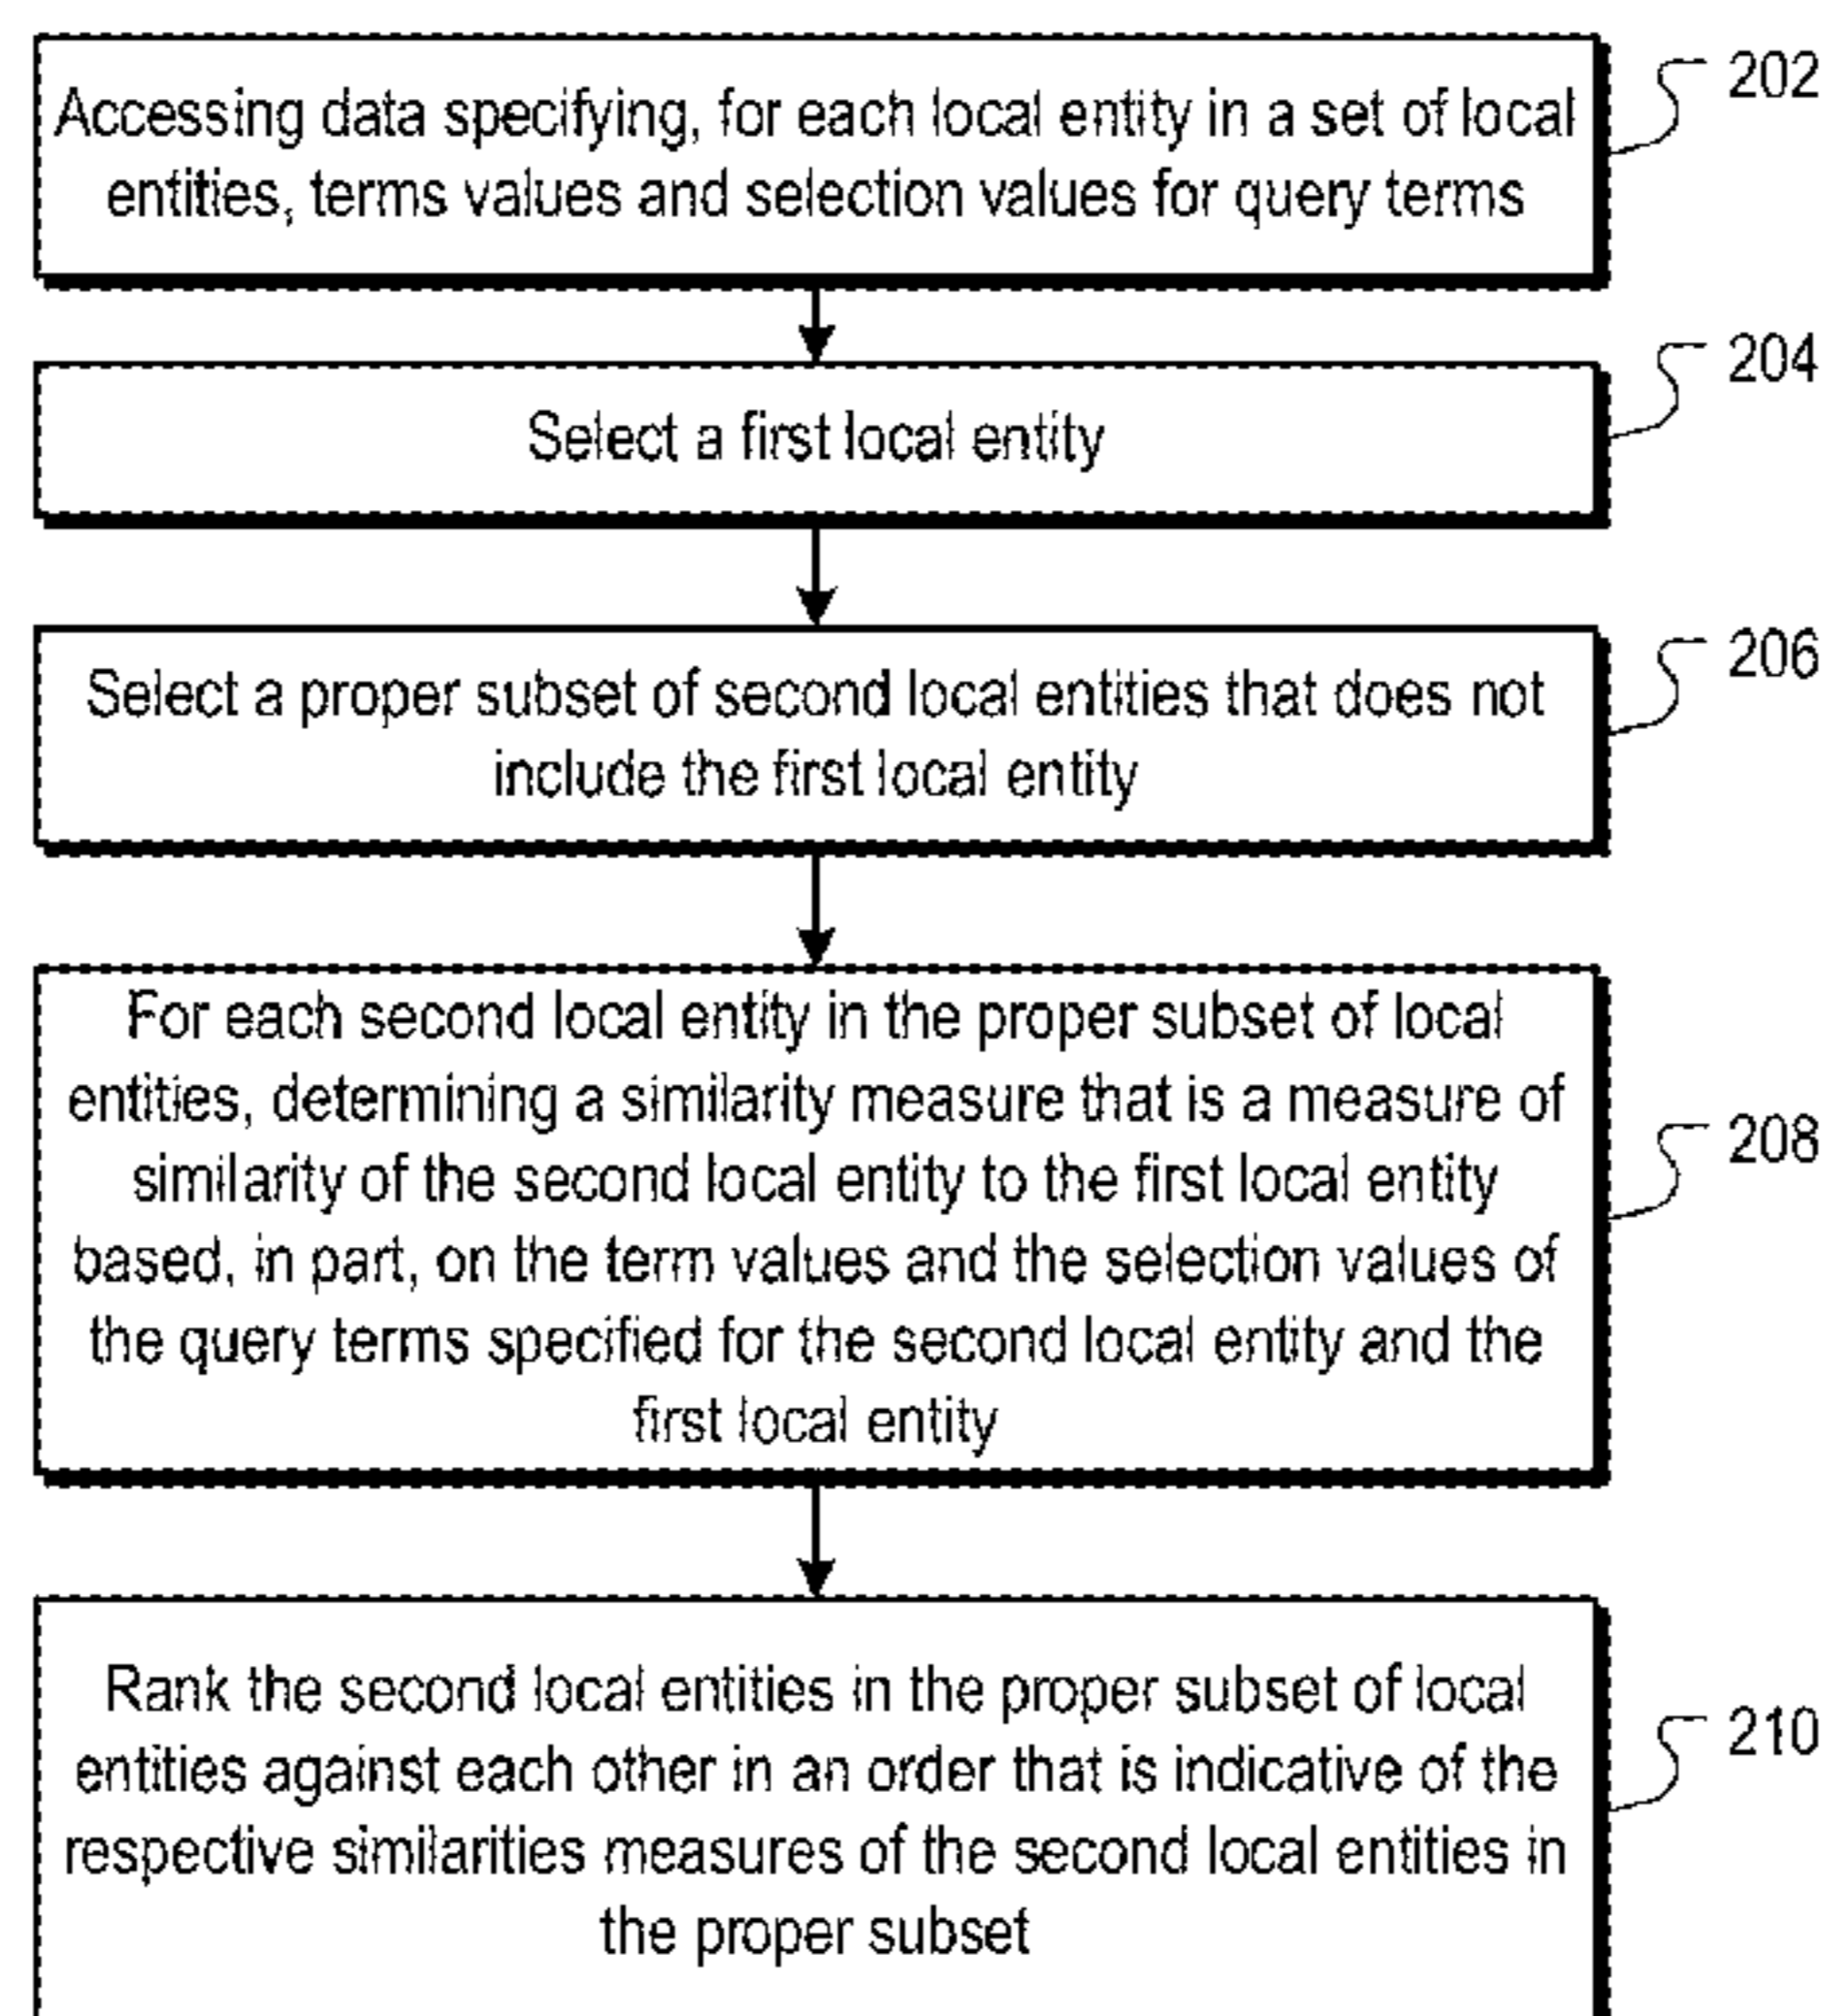 Accessing data specifying, for each local entity in a set of local
entities, terms values and selection values for query terms
202
Select a first local entity
204
Select a proper subset of second local entities that does not
include the first local entity
206
For each second local entity in the proper subset of local
entities, determining a similarity measure that is a measure of
similarity of the second local entity to the first local entity
based, in part, on the term values and the selection values of
the query terms specified for the second local entity and the
first local entity
208
Rank the second local entities in the proper subset of local
entities against each other in an order that is indicative of the
respective similarities measures of the second local entities in
the proper subset
210